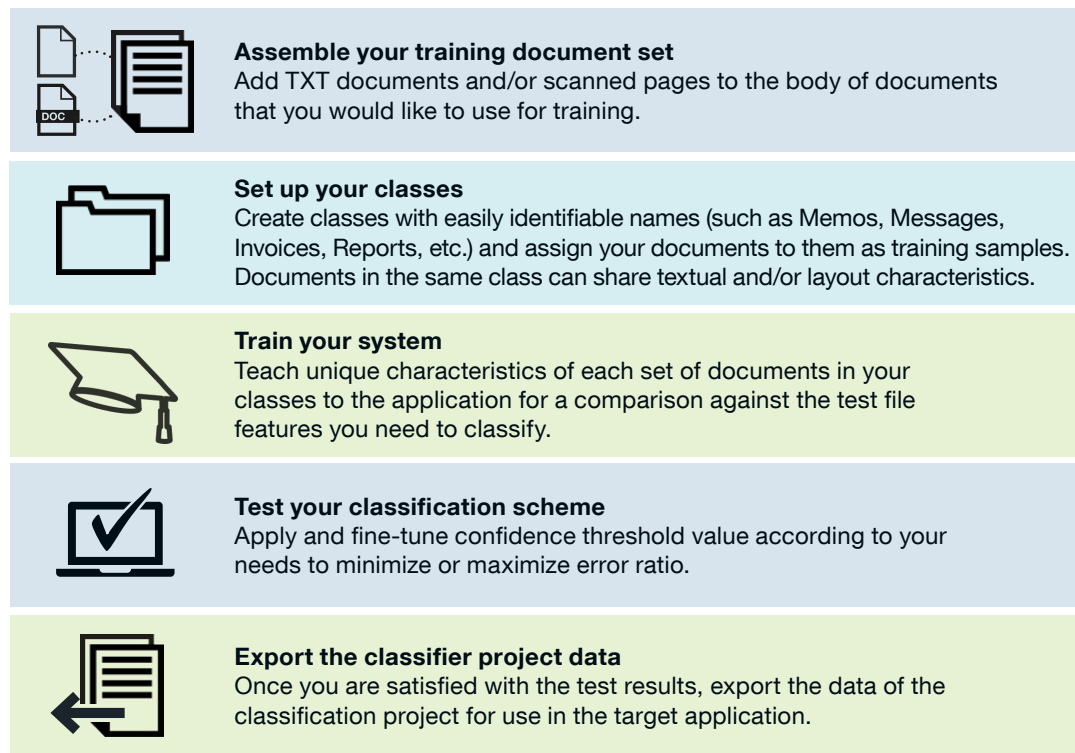 Assemble your training document set
Add TXT documents and/or scanned pages to the body of documents
that you would like to use for training.
DOC
Set up your classes
Create classes with easily identifiable names (such as Memos, Messages,
Invoices, Reports, etc.) and assign your documents to them as training samples.
Documents in the same class can share textual and/or layout characteristics.
Train your system
Teach unique characteristics of each set of documents in your
classes to the application for a comparison against the test file
features you need to classify.
Test your classification scheme
Apply and fine-tune confidence threshold value according to your
needs to minimize or maximize error ratio.
Export the classifier project data
Once you are satisfied with the test results, export the data of the
classification project for use in the target application.